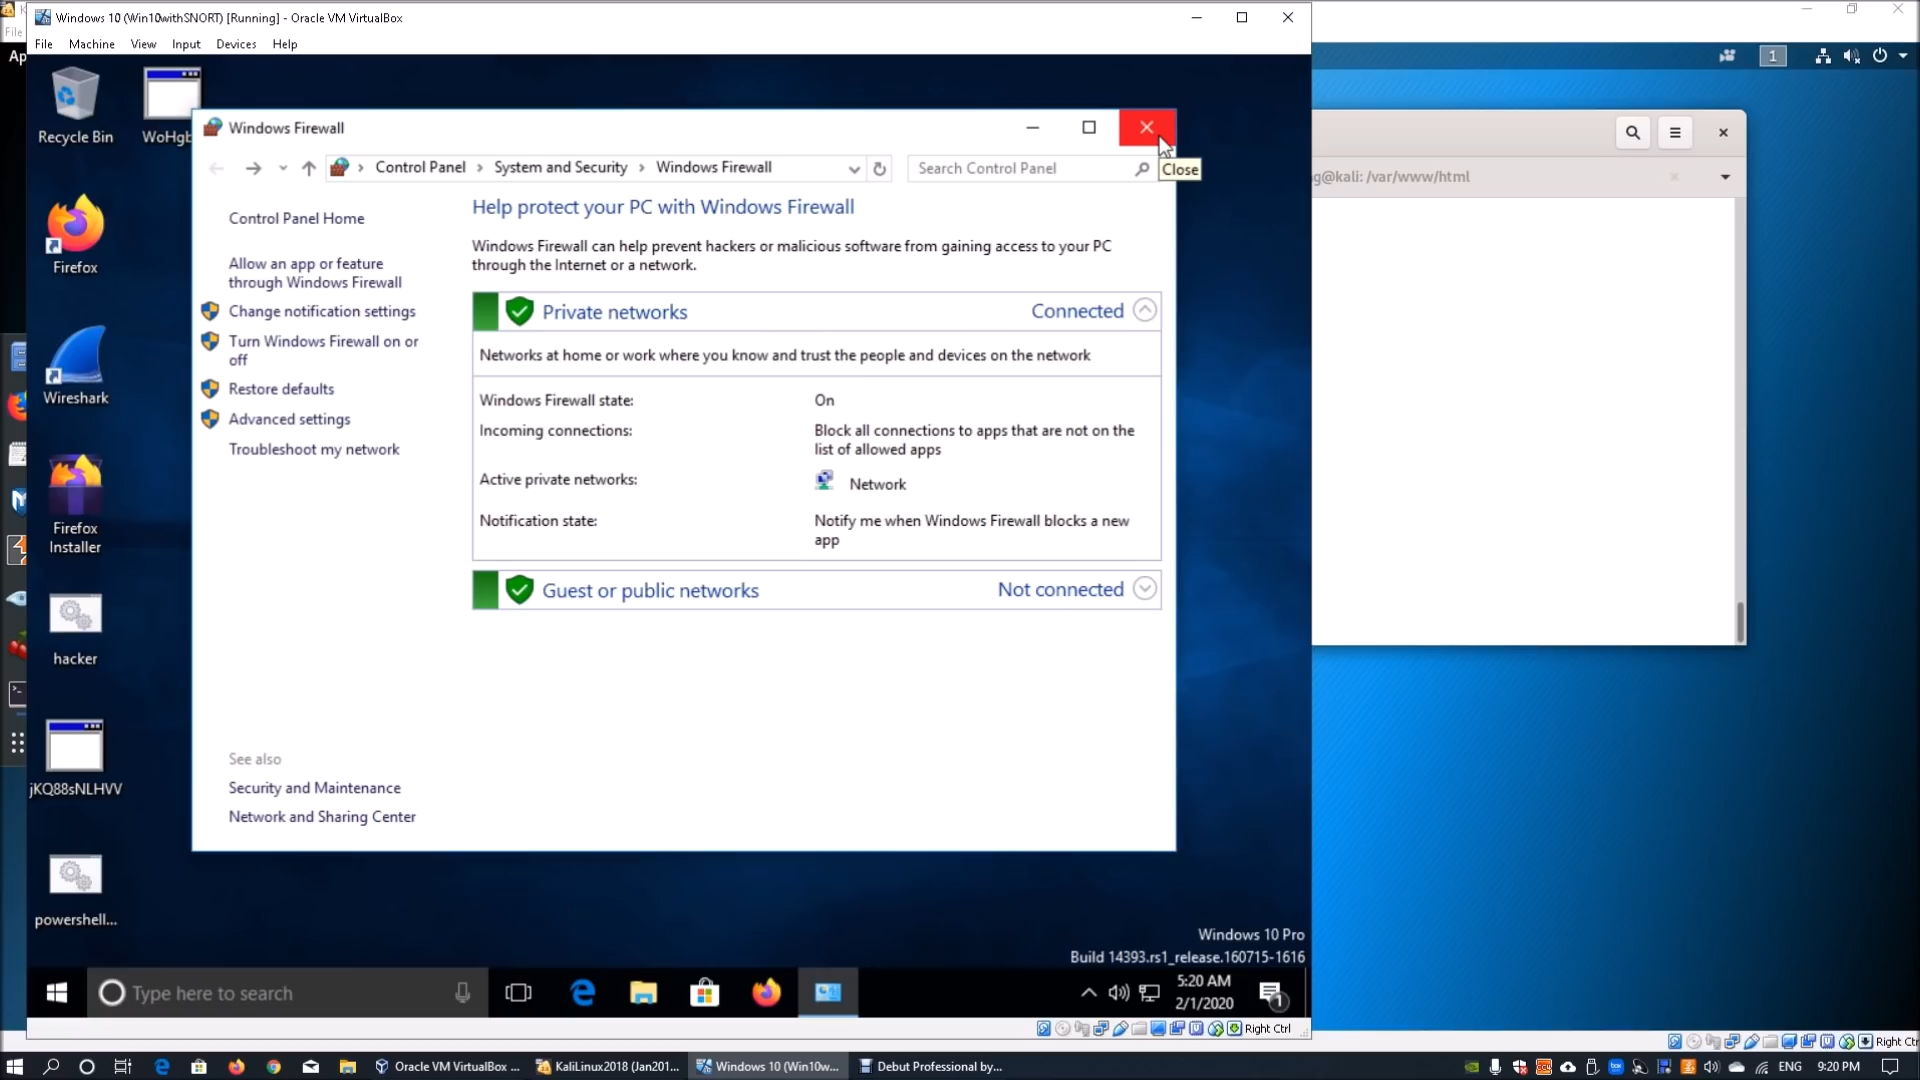 Windows 10 (Win10withSNORT) [Running] - Oracle VM VirtualBox
File Machine View Input Devices Help
File
Ap
1
Recycle Bin
WoHgb
Windows Firewall
Close
Control Panel
System and Security
Windows Firewall
Search Control Panel
g@kali: /var/www/html
Control Panel Home
Help protect your PC with Windows Firewall
Windows Firewall can help prevent hackers or malicious software from gaining access to your PC
through the Internet or a network.
Allow an app or feature
through Windows Firewall
Change notification settings
Turn Windows Firewall on or
off
Restore defaults
Advanced settings
Troubleshoot my network
Private networks
Connected
Networks at home or work where you know and trust the people and devices on the network
Windows Firewall state:
On
Incoming connections:
Block all connections to apps that are not on the
list of allowed apps
Active private networks:
Network
Notification state:
Notify me when Windows Firewall blocks a new
app
Guest or public networks
Not connected
See also
Security and Maintenance
Network and Sharing Center
Firefox
Wireshark
Firefox
Installer
hacker
jKQ88sNLHVV
powershell...
Windows 10 Pro
Build 14393.rs1_release.160715-1616
Type here to search
5:20 AM
2/1/2020
1
Right Ctrl
Right Ctr
Oracle VM VirtualBox ...
KaliLinux2018 (Jan201...
Windows 10 (Win10w...
Debut Professional by...
ENG
9:20 PM